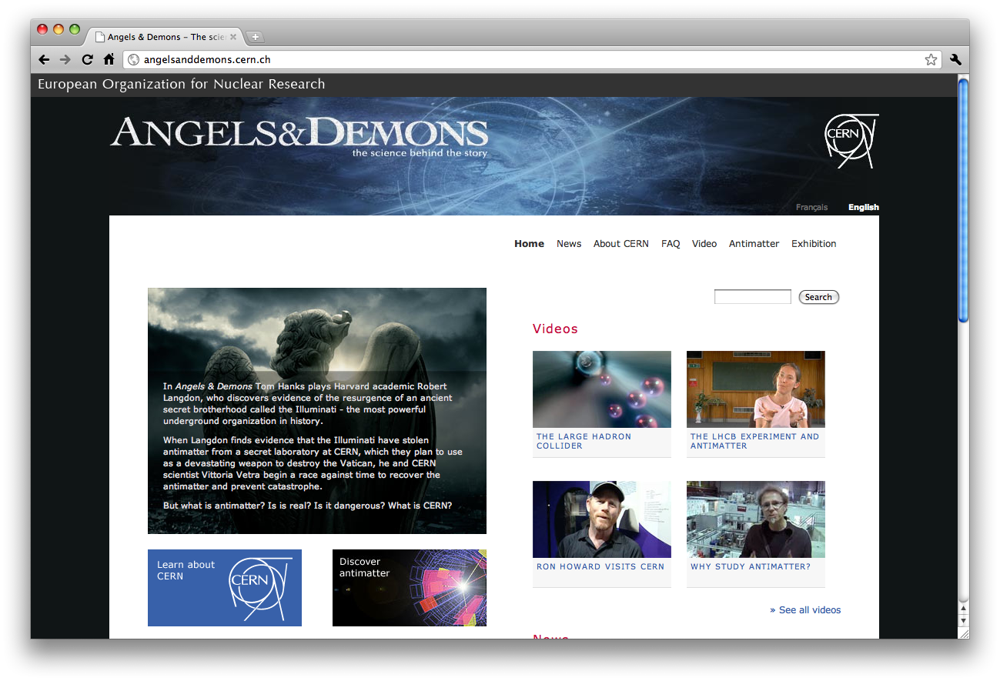 Angels & Demons – The scie
angelsanddemons.cern.ch
European Organization for Nuclear Research
ANGELS&DEMONS
the science behind the story
CERN
Français English
Home News About CERN FAQ Video Antimatter Exhibition
Search
In Angels & Demons Tom Hanks plays Harvard academic Robert
Langdon, who discovers evidence of the resurgence of an ancient
secret brotherhood called the Illuminati - the most powerful
underground organization in history.
When Langdon finds evidence that the Illuminati have stolen
antimatter from a secret laboratory at CERN, which they plan to use
as a devastating weapon to destroy the Vatican, he and CERN
scientist Vittoria Vetra begin a race against time to recover the
antimatter and prevent catastrophe.
But what is antimatter? Is is real? Is it dangerous? What is CERN?
Learn about
CERN
CERN
Discover
antimatter
Videos
THE LARGE HADRON
COLLIDER
THE LHCB EXPERIMENT AND
ANTIMATTER
RON HOWARD VISITS CERN
WHY STUDY ANTIMATTER?
» See all videos
News